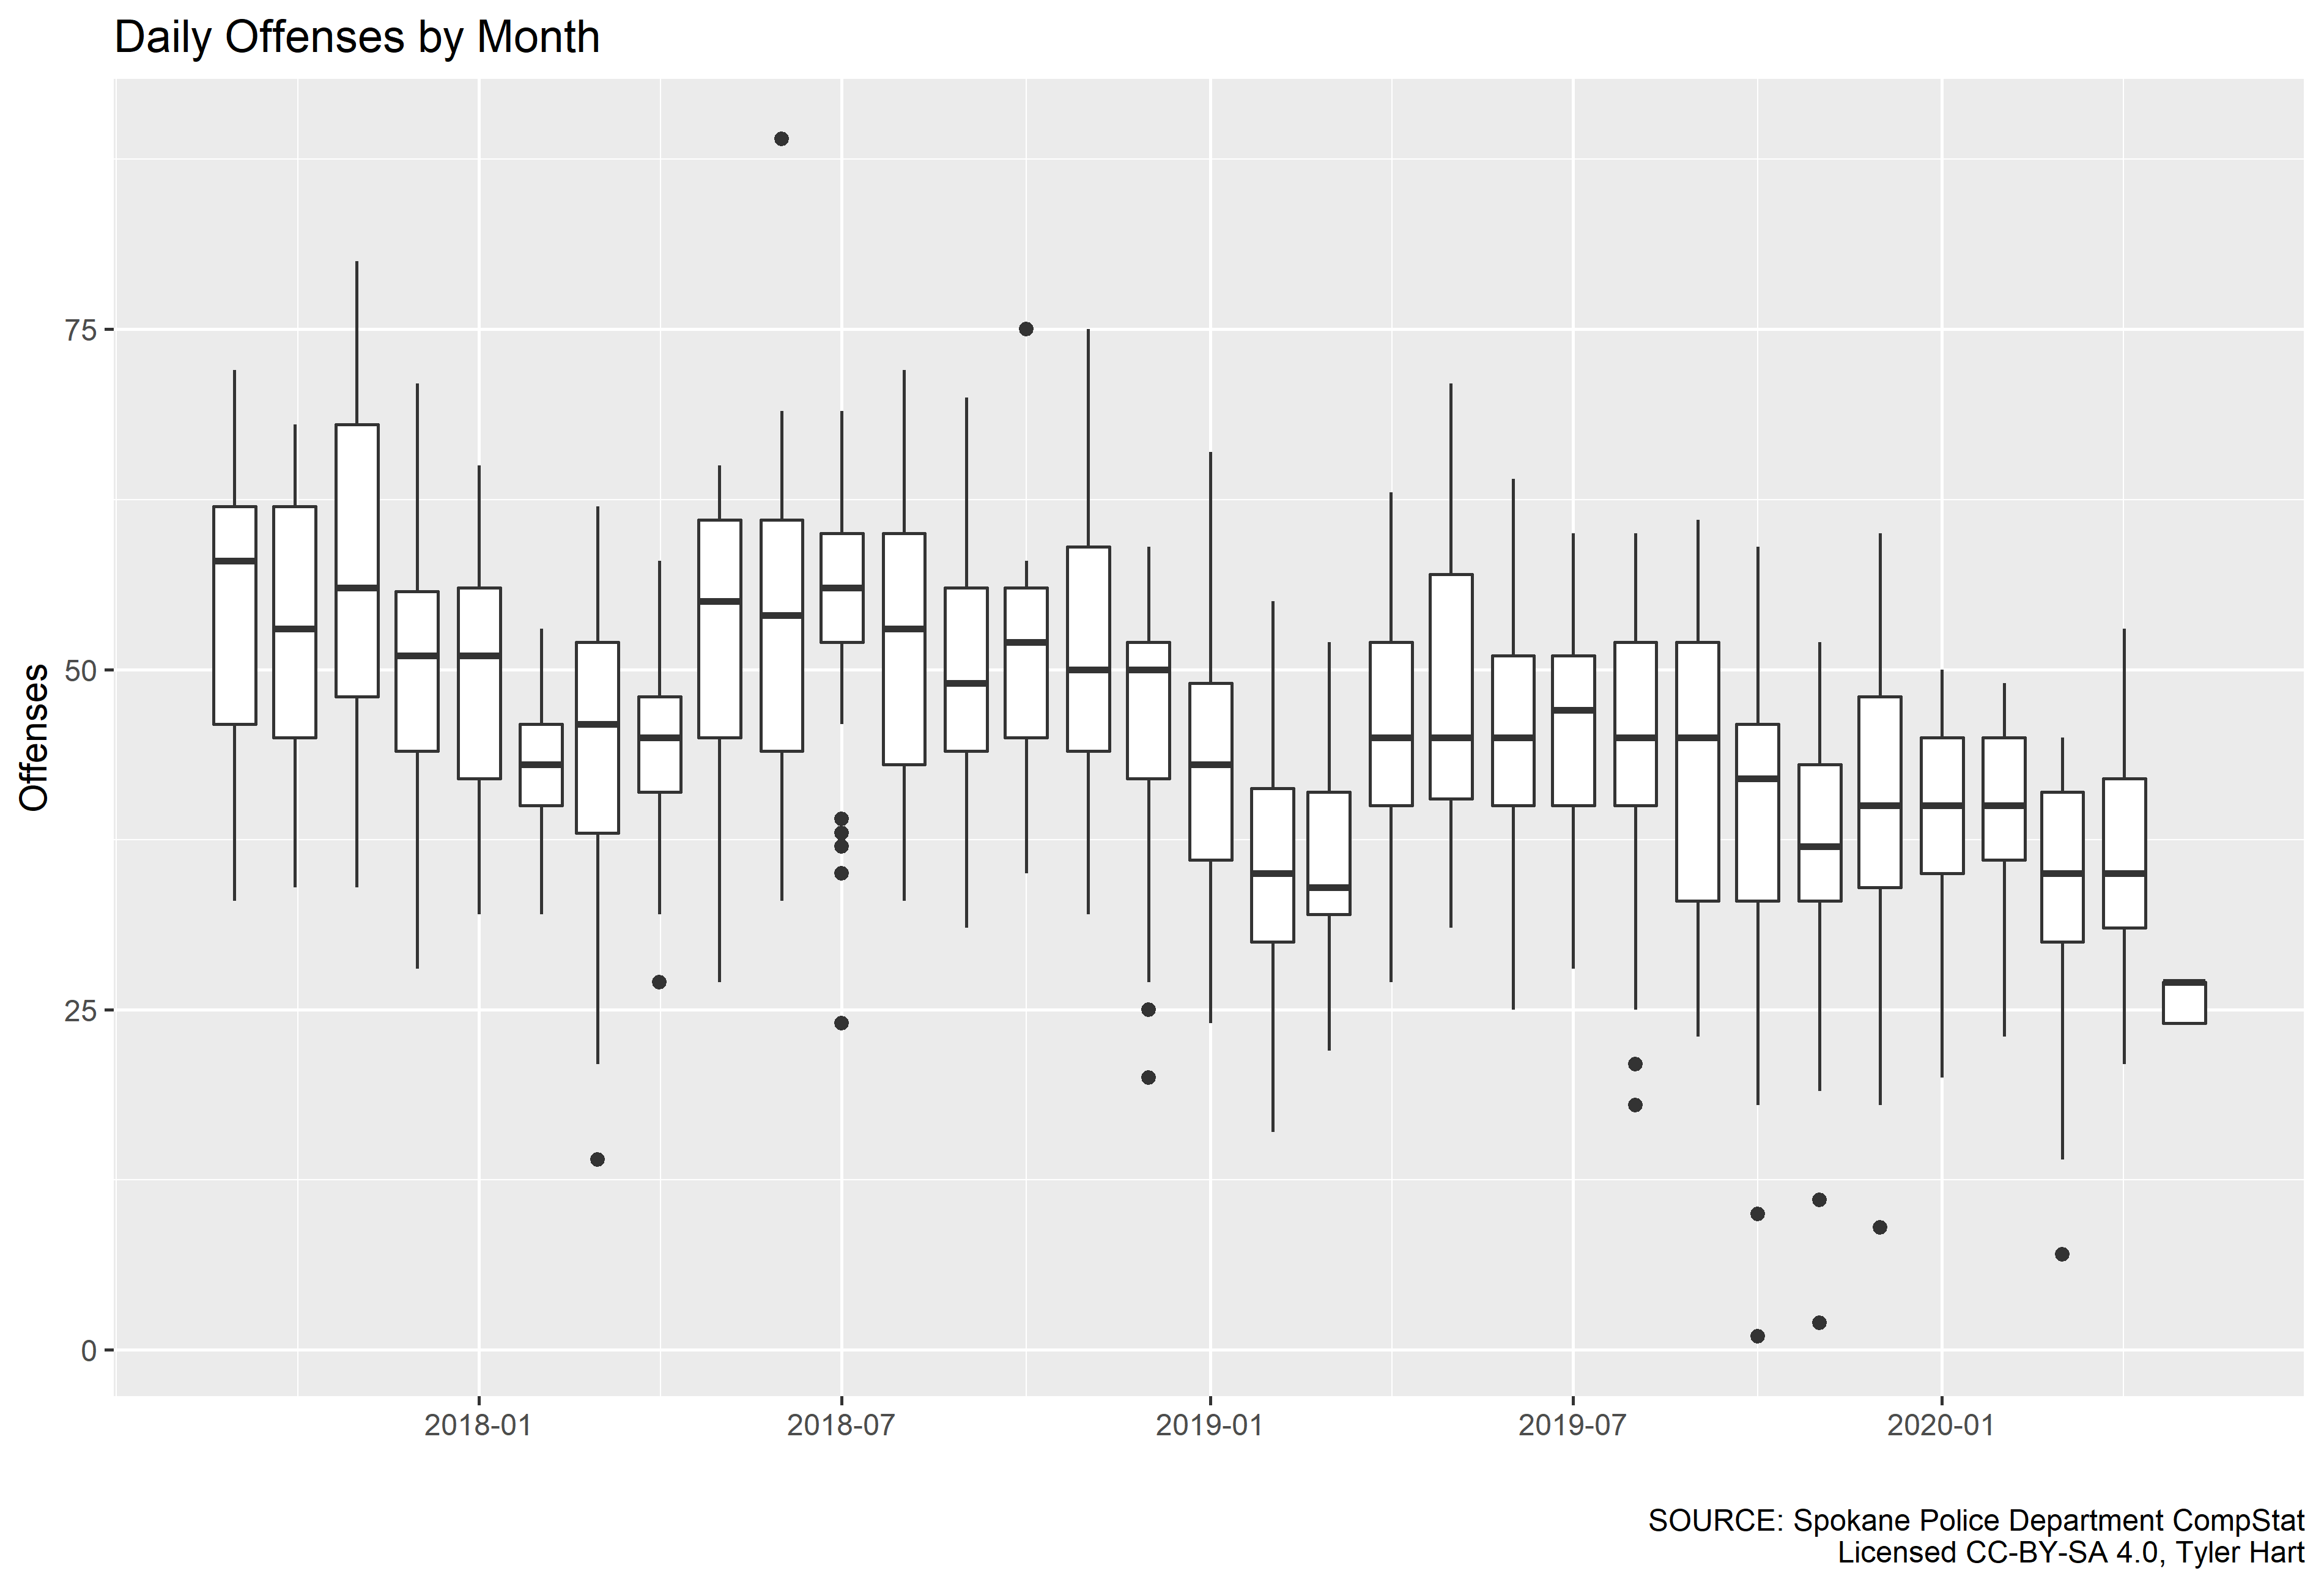 Daily Offenses by Month
Offenses
75
50
25
0
2018-01
2018-07
2019-01
2019-07
2020-01
SOURCE: Spokane Police Department CompStat
Licensed CC-BY-SA 4.0, Tyler Hart